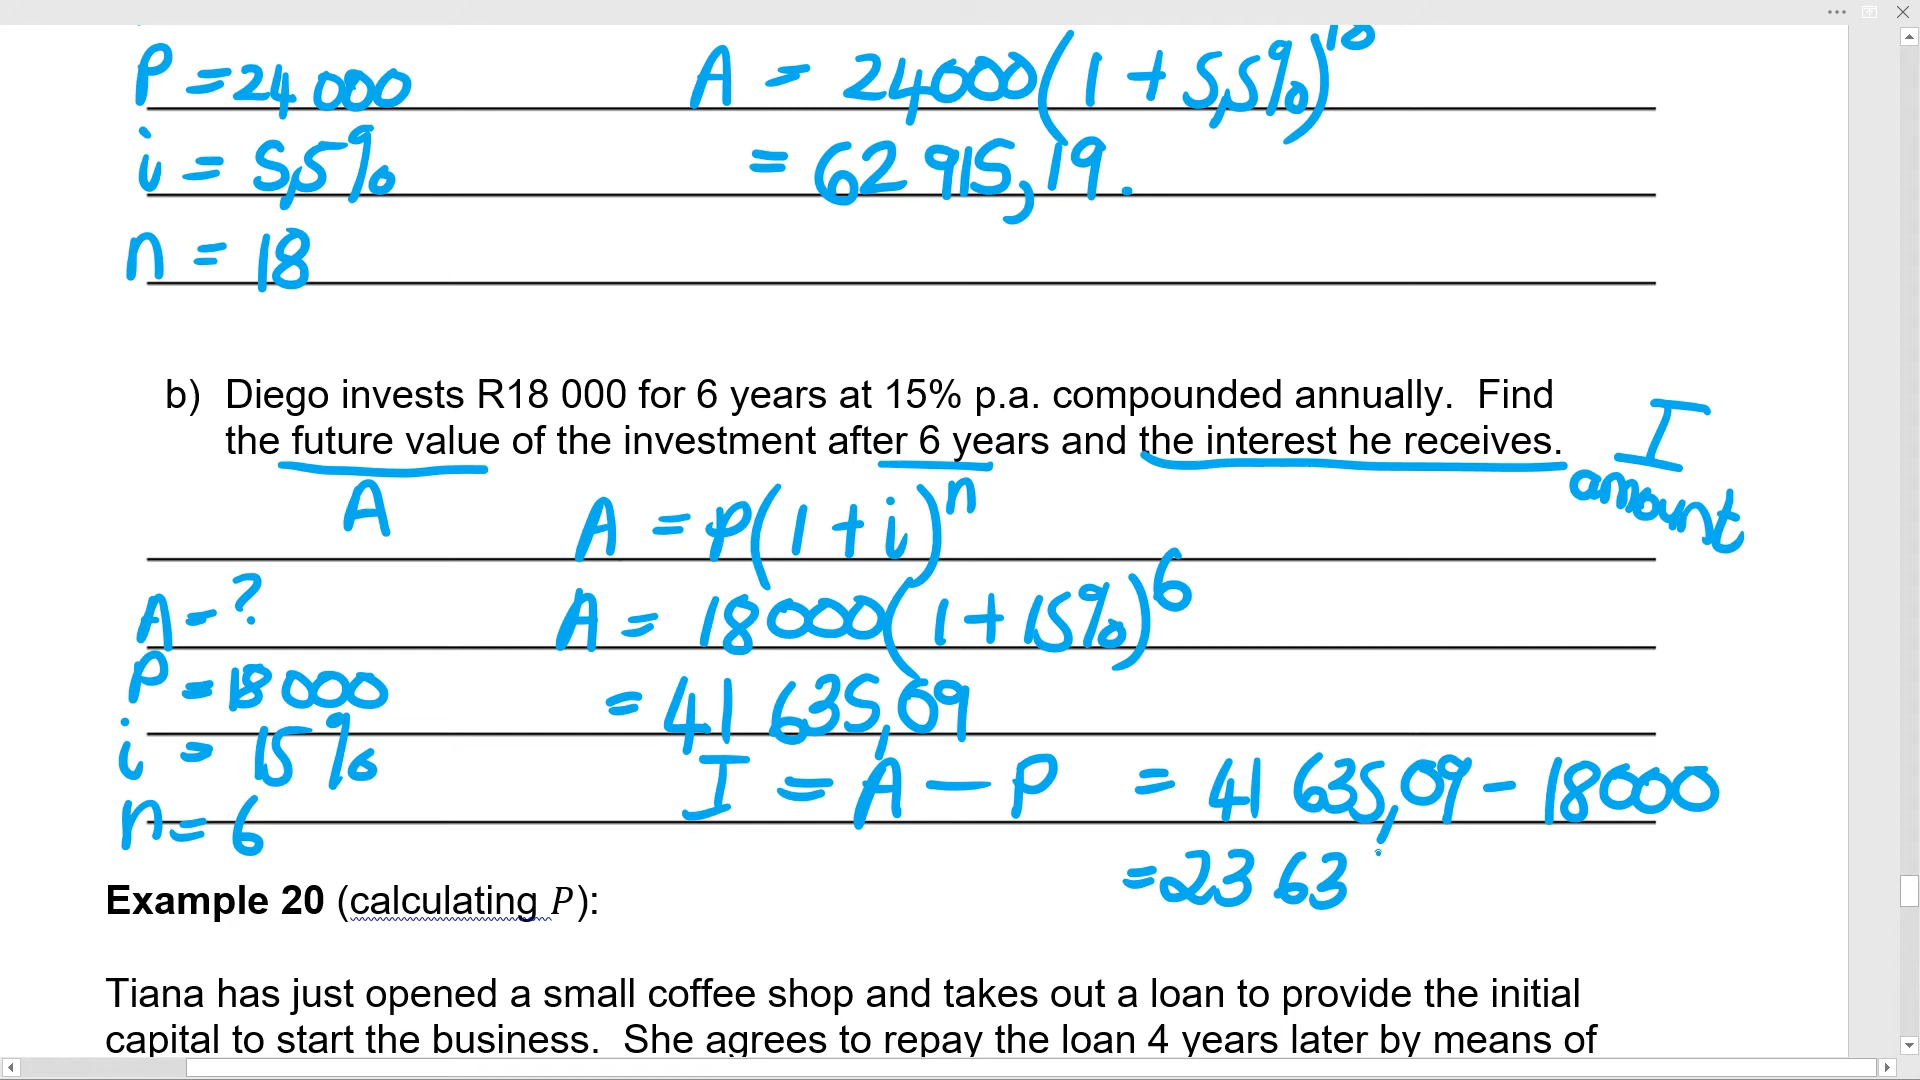 P = 24 000 A = 24000(1 + 5,5%)^18
i = 5,5% = 62 915,19.
n = 18
b) Diego invests R18 000 for 6 years at 15% p.a. compounded annually. Find
the future value of the investment after 6 years and the interest he receives. I
A amount
A = P(1 + i)^n
A = ? A = 18000(1 + 15%)^6
P = 18 000 = 41 635,09
i = 15% I = A - P = 41 635,09 - 18000
n = 6 = 23 63
Example 20 (calculating P):
Tiana has just opened a small coffee shop and takes out a loan to provide the initial
capital to start the business. She agrees to repay the loan 4 years later by means of